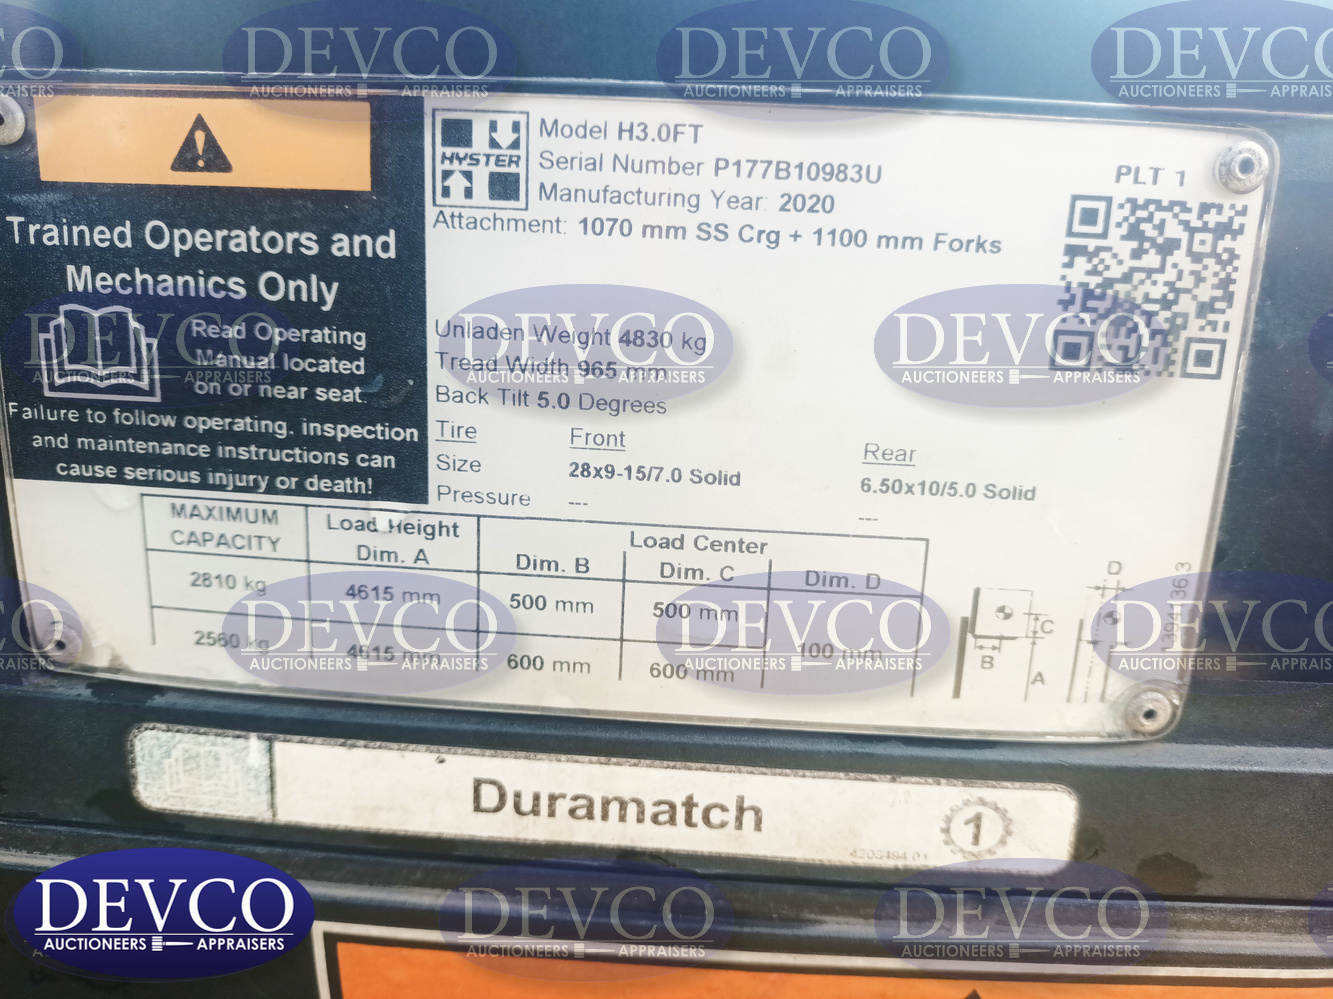 Trained Operators and
Mechanics Only
Read Operating
Manual located
on or near seat.
Failure to follow operating, inspection
and maintenance instructions can
cause serious injury or death!
HYSTER
Model H3.0FT
Serial Number P177B10983U
Manufacturing Year: 2020
Attachment: 1070 mm SS Crg + 1100 mm Forks
PLT 1
Unladen Weight 4830 kg
Tread Width 965 mm
Back Tilt 5.0 Degrees
Tire Front Rear
Size 28x9-15/7.0 Solid 6.50x10/5.0 Solid
Pressure --- ---
MAXIMUM CAPACITY Load Height Dim. A Load Center
Dim. B Dim. C Dim. D
2810 kg 4615 mm 500 mm 500 mm
100 mm
2560 kg 4615 mm 600 mm 600 mm
B C A D
Duramatch
1
DEVCO
AUCTIONEERS APPRAISERS